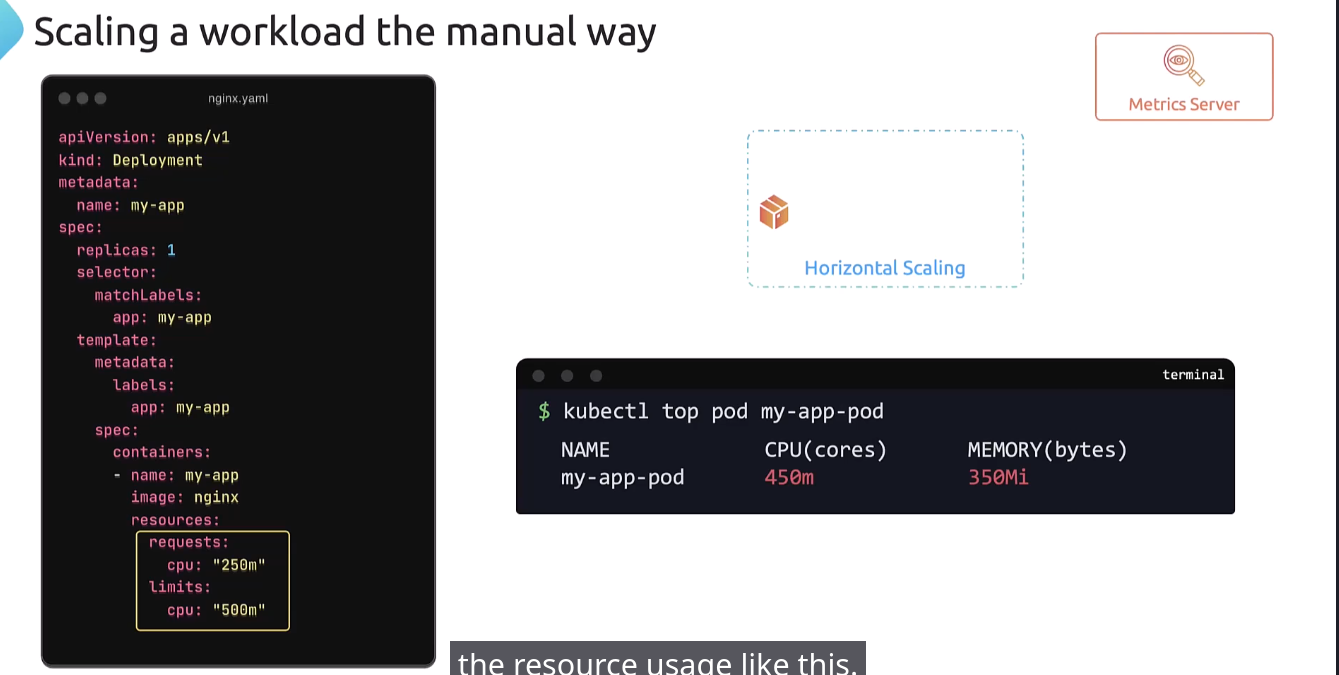 Scaling a workload the manual way
nginx.yaml
apiVersion: apps/v1
kind: Deployment
metadata:
  name: my-app
spec:
  replicas: 1
  selector:
    matchLabels:
      app: my-app
  template:
    metadata:
      labels:
        app: my-app
    spec:
      containers:
      - name: my-app
        image: nginx
        resources:
          requests:
            cpu: "250m"
          limits:
            cpu: "500m"
Metrics Server
Horizontal Scaling
terminal
$ kubectl top pod my-app-pod
NAME CPU(cores) MEMORY(bytes)
my-app-pod 450m 350Mi
the resource usage like this.